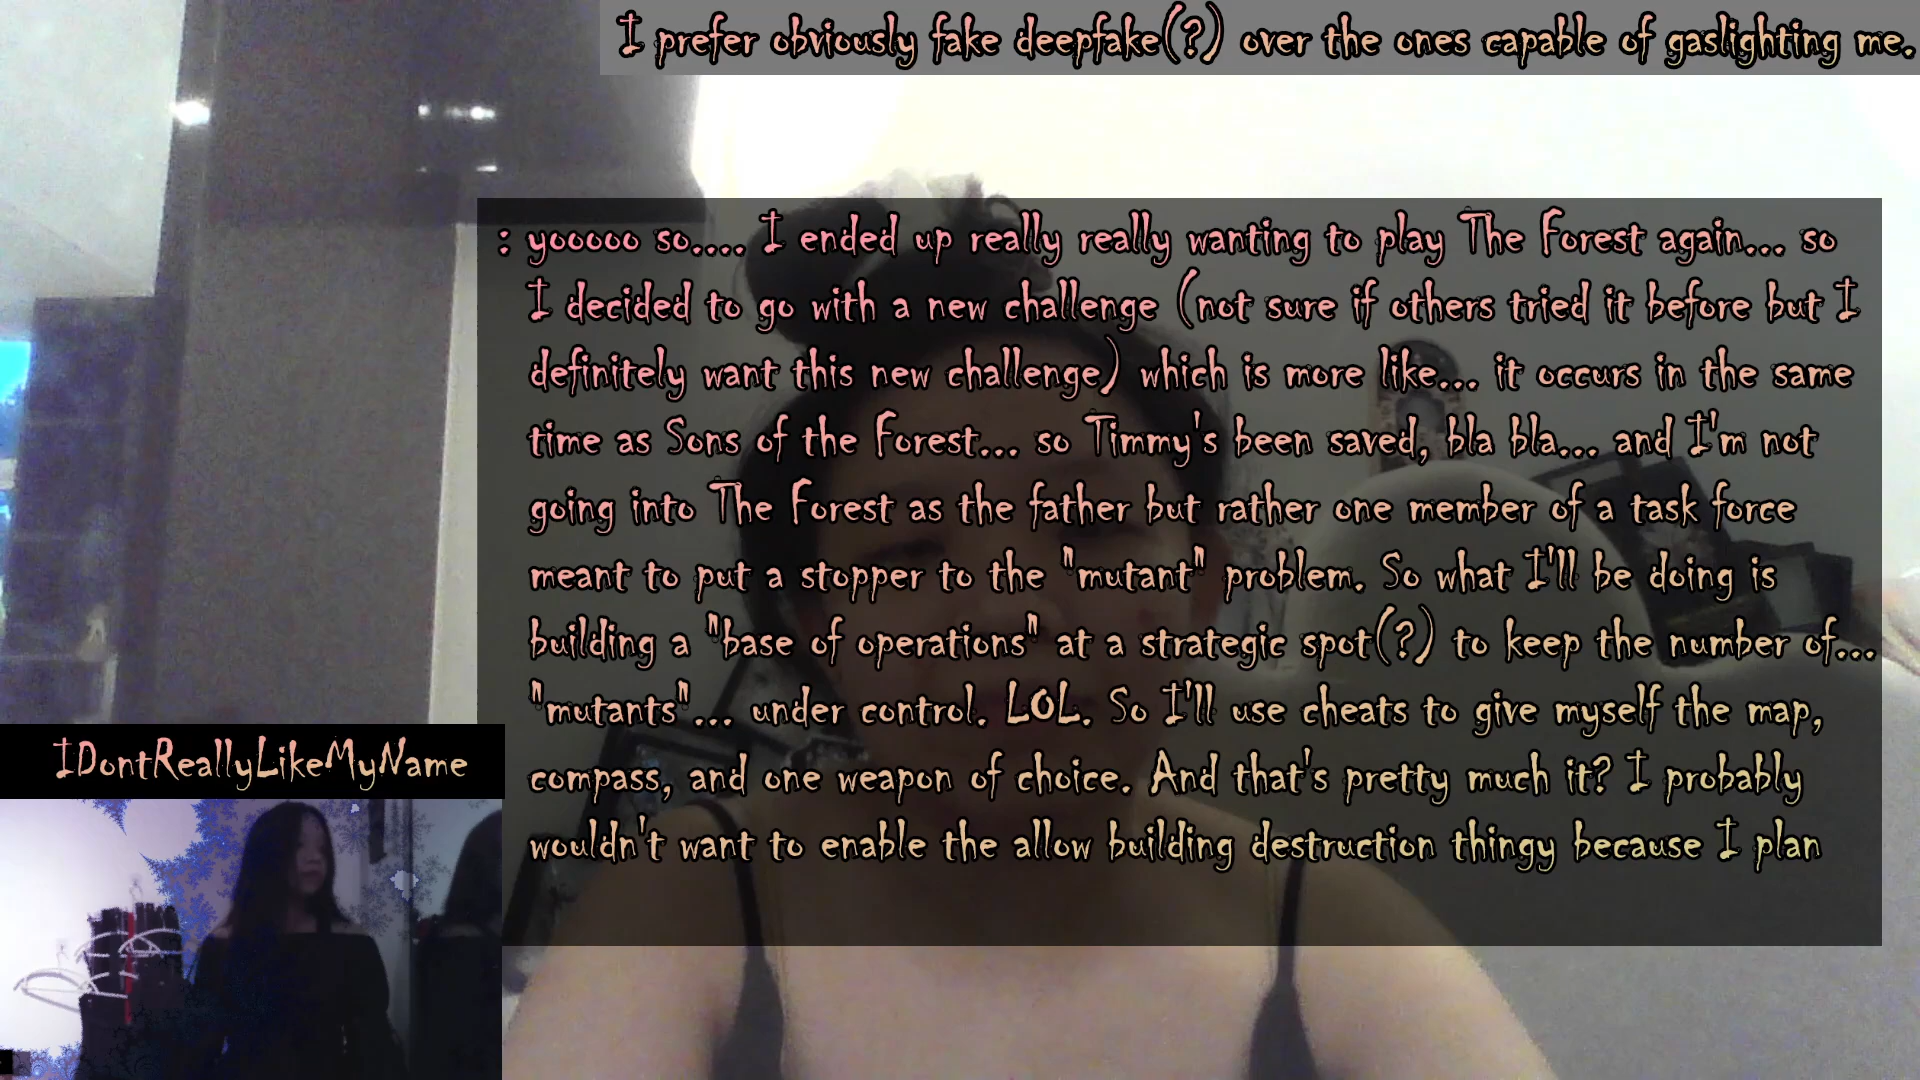 I prefer obviously fake deepfake(?) over the ones capable of gaslighting me.
: yooooo so.... I ended up really really wanting to play The Forest again... so
I decided to go with a new challenge (not sure if others tried it before but I
definitely want this new challenge) which is more like... it occurs in the same
time as Sons of the Forest... so Timmy's been saved, bla bla... and I'm not
going into The Forest as the father but rather one member of a task force
meant to put a stopper to the "mutant" problem. So what I'll be doing is
building a "base of operations" at a strategic spot(?) to keep the number of...
"mutants"... under control. LOL. So I'll use cheats to give myself the map,
compass, and one weapon of choice. And that's pretty much it? I probably
wouldn't want to enable the allow building destruction thingy because I plan
IDontReallyLikeMyName